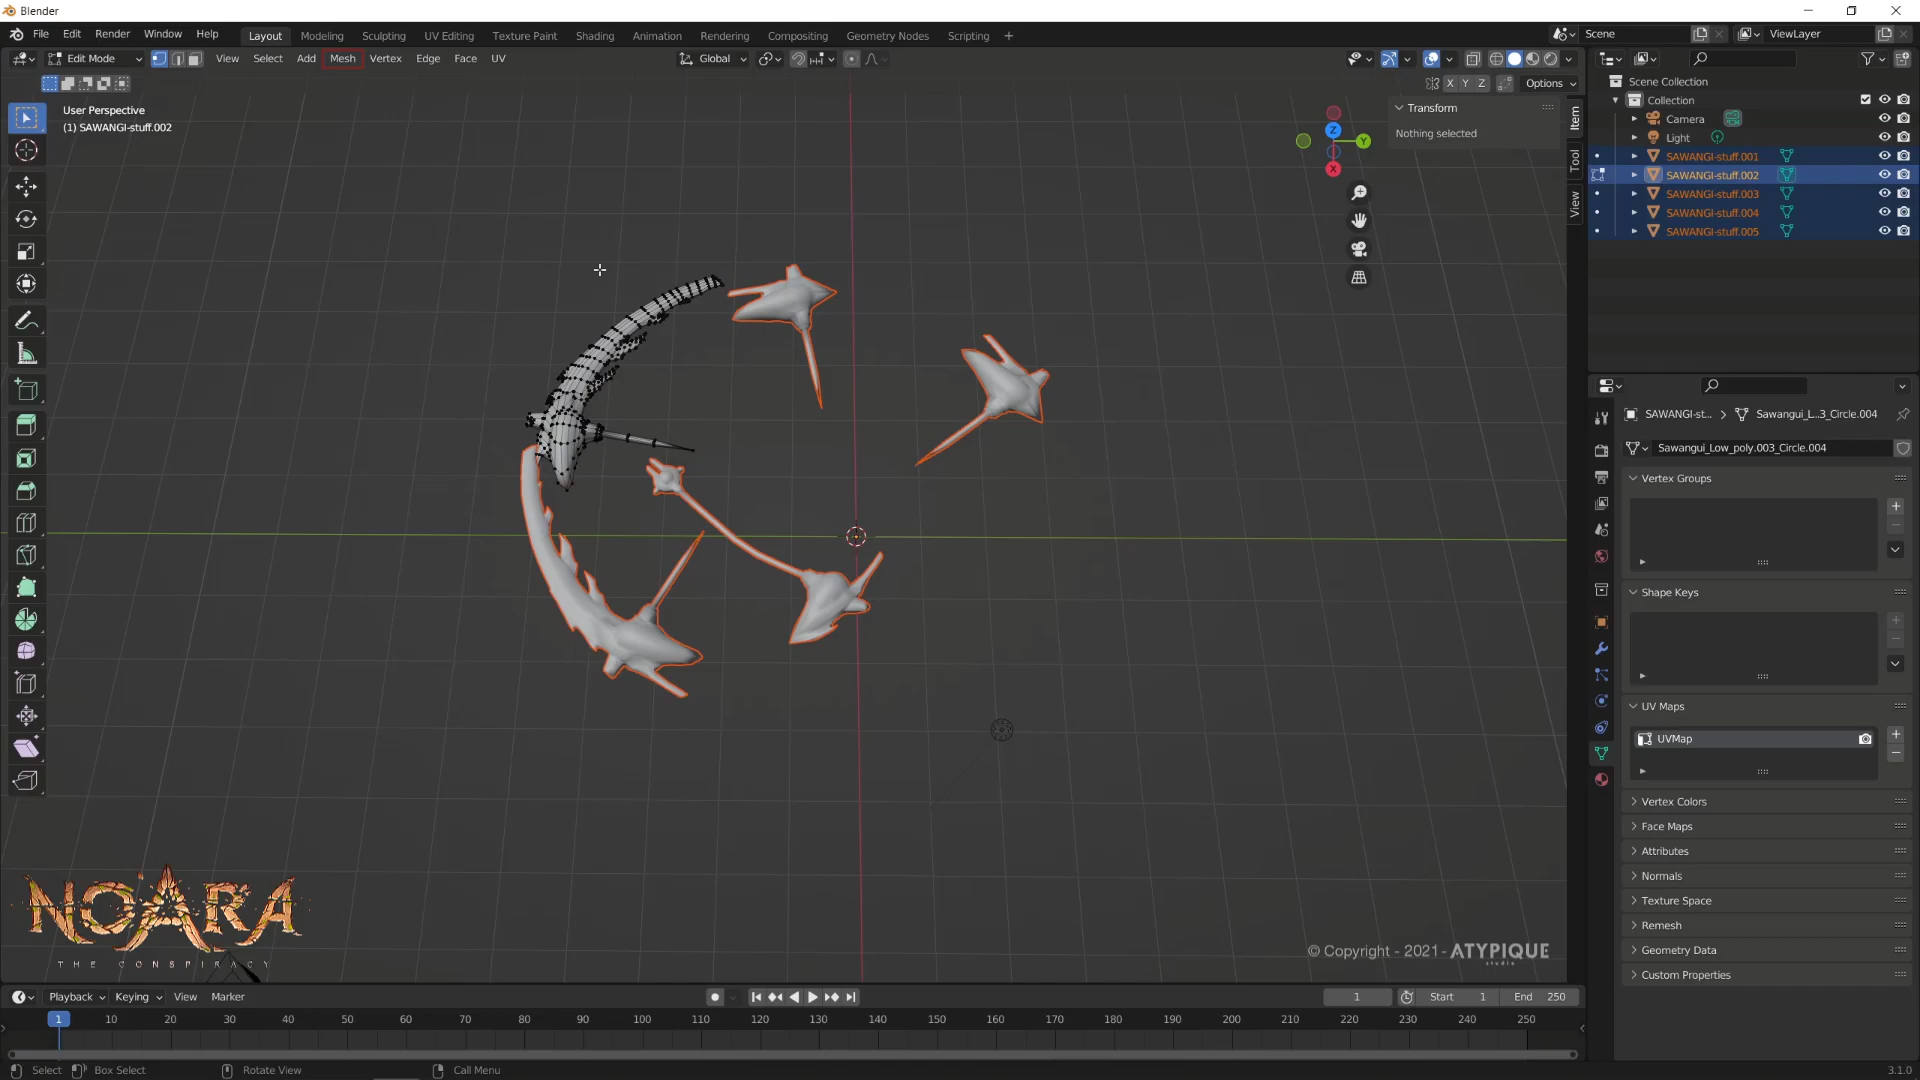 Blender
File Edit Render Window Help Layout Modeling Sculpting UV Editing Texture Paint Shading Animation Rendering Compositing Geometry Nodes Scripting + Scene ViewLayer
Edit Mode View Select Add Mesh Vertex Edge Face UV Global
X Y Z Options
User Perspective
(1) SAWANGI-stuff.002
Transform
Nothing selected
Item
Tool
View
Z
Y
X
Scene Collection
Collection
Camera
Light
SAWANGI-stuff.001
SAWANGI-stuff.002
SAWANGI-stuff.003
SAWANGI-stuff.004
SAWANGI-stuff.005
SAWANGI-st... > Sawangui_L...3_Circle.004
Sawangui_Low_poly.003_Circle.004
Vertex Groups
Shape Keys
UV Maps
UVMap
Vertex Colors
Face Maps
Attributes
Normals
Texture Space
Remesh
Geometry Data
Custom Properties
NOARA
THE CONSPIRACY
© Copyright - 2021 - ATYPIQUE
studio
Playback Keying View Marker 1 Start 1 End 250
1 10 20 30 40 50 60 70 80 90 100 110 120 130 140 150 160 170 180 190 200 210 220 230 240 250
Select Box Select Rotate View Call Menu 3.1.0